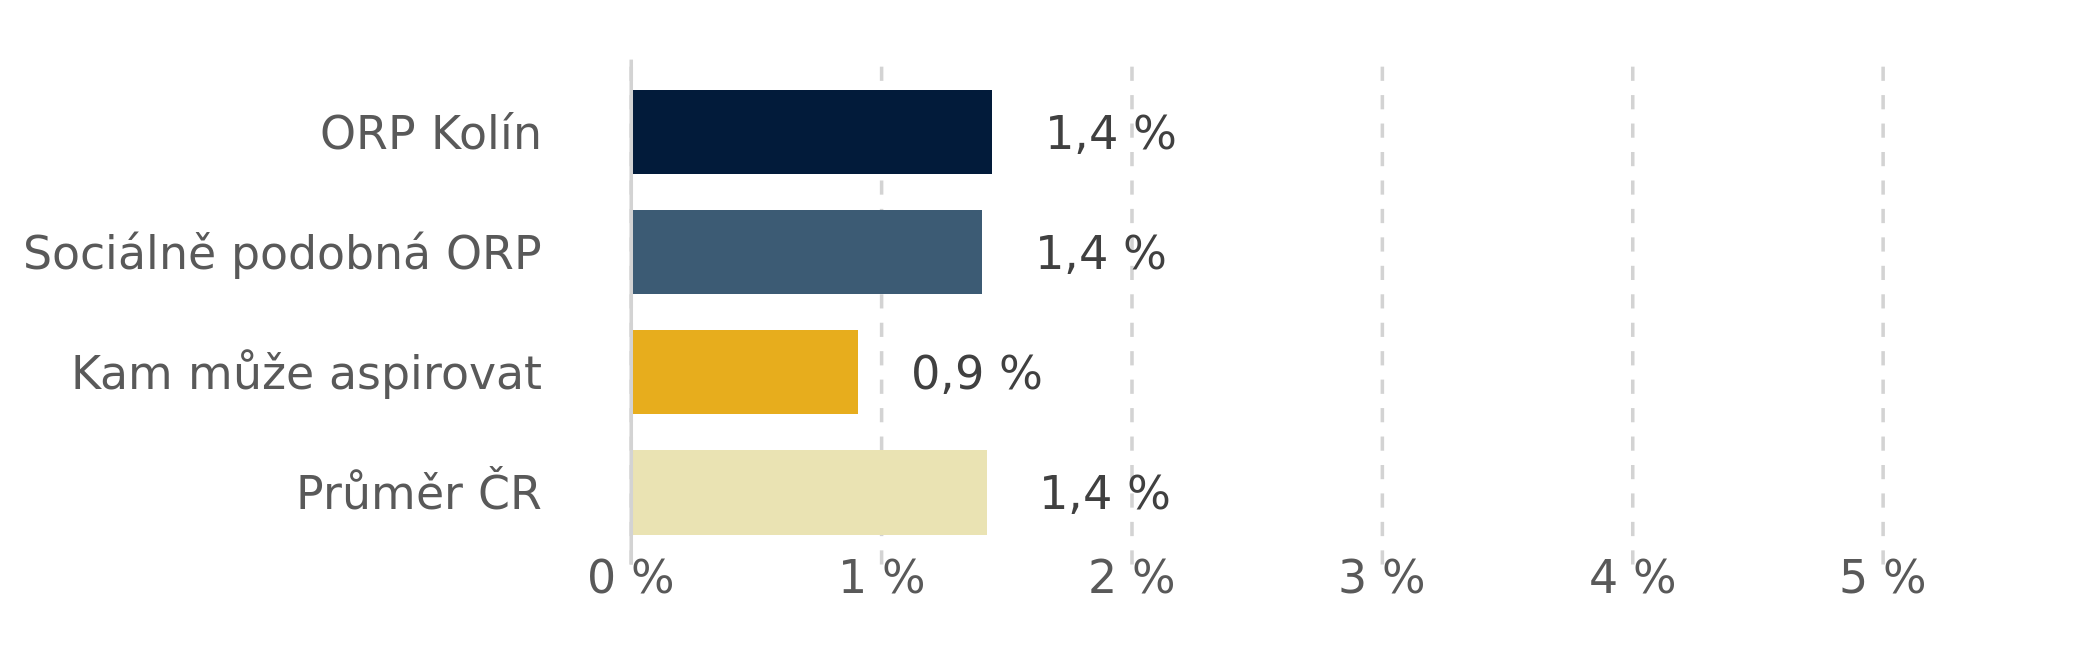 ORP Kolín 1,4 %
Sociálně podobná ORP 1,4 %
Kam může aspirovat 0,9 %
Průměr ČR 1,4 %
0 % 1 % 2 % 3 % 4 % 5 %